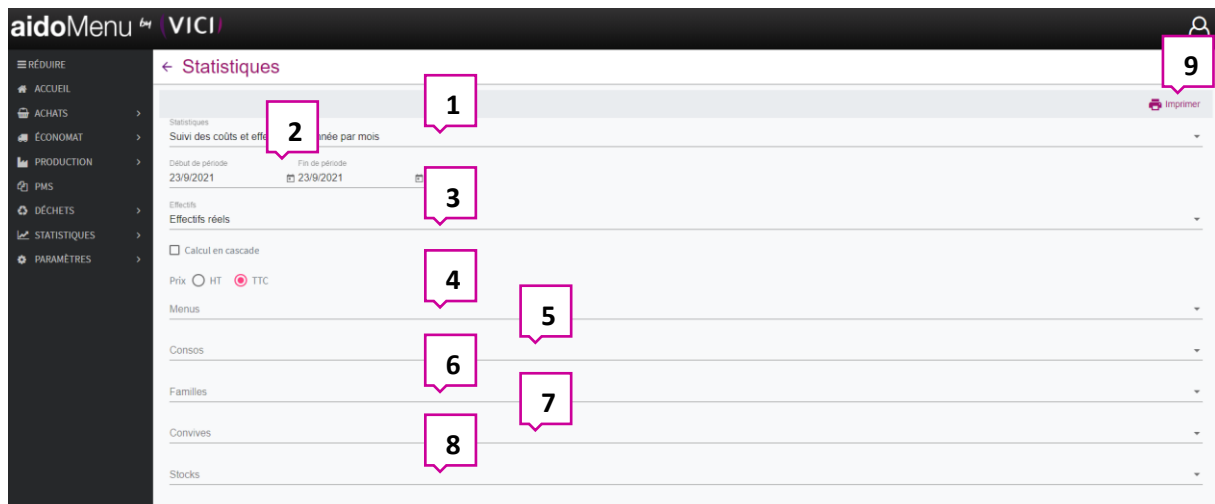 aidoMenu by (VICI)
RÉDUIRE
← Statistiques
9
ACCUEIL
ACHATS
ÉCONOMAT
PRODUCTION
PMS
DÉCHETS
STATISTIQUES
PARAMÈTRES
1
Imprimer
Statistiques
Suivi des coûts et année par mois
2
Début de période Fin de période
23/9/2021 23/9/2021
3
Effectifs
Effectifs réels
Calcul en cascade
4
Prix HT TTC
Menus
5
Consos
6
Familles
7
Convives
8
Stocks